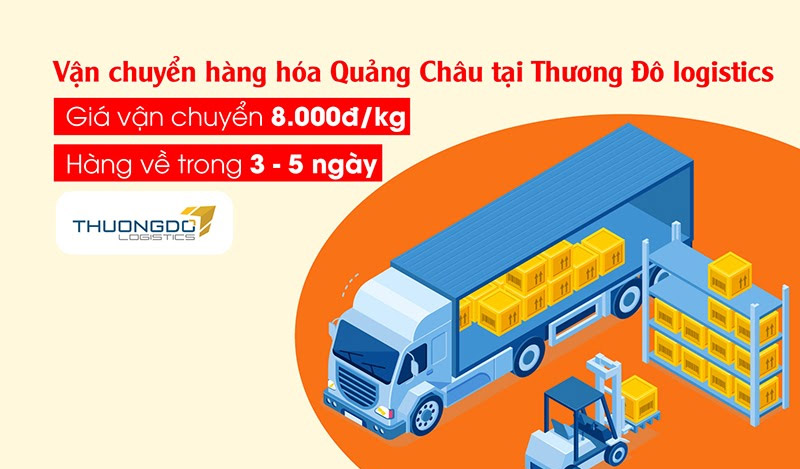 Vận chuyển hàng hóa Quảng Châu tại Thương Đô logistics
Giá vận chuyển 8.000đ/kg
Hàng về trong 3 - 5 ngày
THUONGDO
LOGISTICS